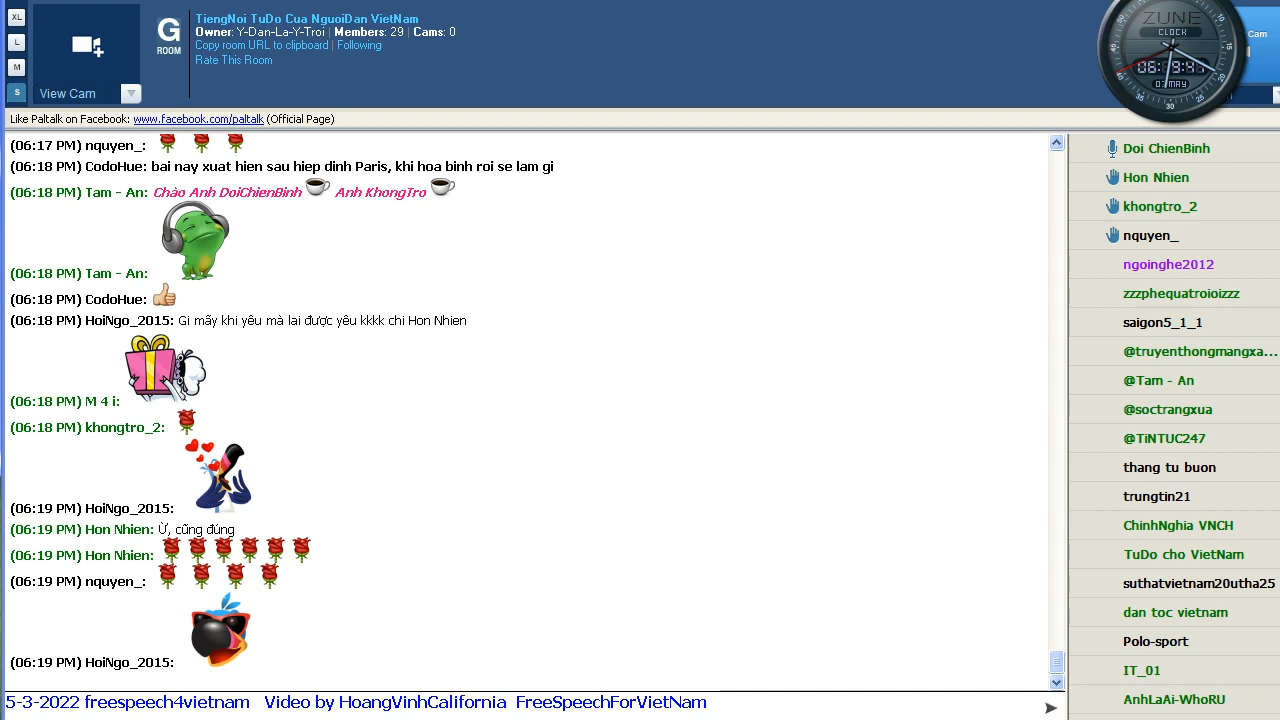 XL
L
M
S
View Cam
G
ROOM
TiengNoi TuDo Cua NguoiDan VietNam
Owner: Y-Dan-La-Y-Troi | Members: 29 | Cams: 0
Copy room URL to clipboard | Following
Rate This Room
ZUNE
CLOCK
03 MAY
Cam
Like Paltalk on Facebook: www.facebook.com/paltalk (Official Page)
(06:17 PM) nquyen_:
(06:18 PM) CodoHue: bai nay xuat hien sau hiep dinh Paris, khi hoa binh roi se lam gi
(06:18 PM) Tam - An: Chào Anh DoiChienBinh Anh KhongTro
(06:18 PM) Tam - An:
(06:18 PM) CodoHue:
(06:18 PM) HoiNgo_2015: Gi mãy khi yêu mà lai được yêu kkkk chi Hon Nhien
(06:18 PM) M 4 i:
(06:18 PM) khongtro_2:
(06:19 PM) HoiNgo_2015:
(06:19 PM) Hon Nhien: Ừ, cũng đúng
(06:19 PM) Hon Nhien:
(06:19 PM) nquyen_:
(06:19 PM) HoiNgo_2015:
Doi ChienBinh
Hon Nhien
khongtro_2
nquyen_
ngoinghe2012
zzzphequatroioizzz
saigon5_1_1
@truyenthongmangxa...
@Tam - An
@soctrangxua
@TiNTUC247
thang tu buon
trungtin21
ChinhNghia VNCH
TuDo cho VietNam
suthatvietnam20utha25
dan toc vietnam
Polo-sport
IT_01
AnhLaAi-WhoRU
5-3-2022 freespeech4vietnam Video by HoangVinhCalifornia FreeSpeechForVietNam